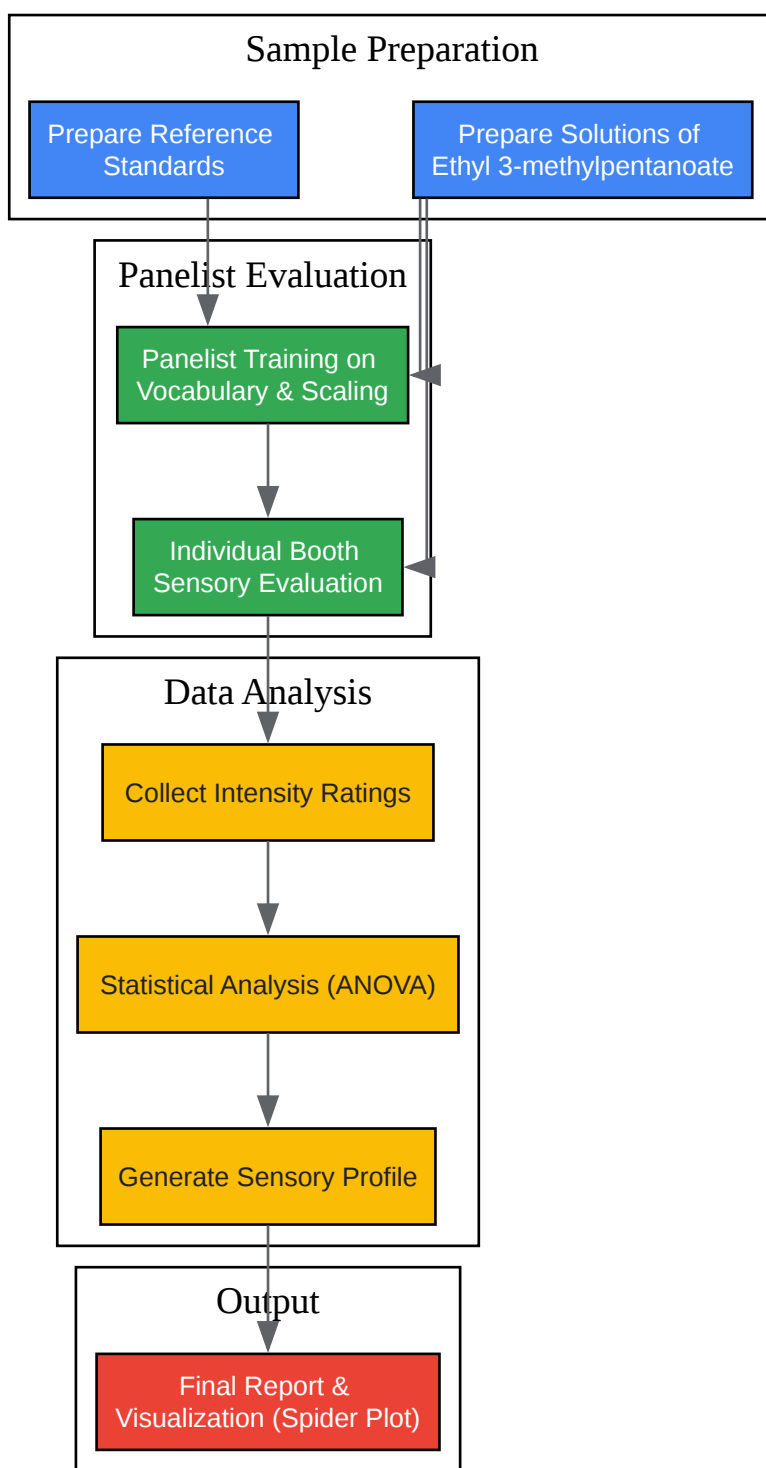 Sample Preparation
Prepare Reference
Standards
Prepare Solutions of
Ethyl 3-methylpentanoate
Panelist Evaluation
Panelist Training on
Vocabulary & Scaling
Individual Booth
Sensory Evaluation
Data Analysis
Collect Intensity Ratings
Statistical Analysis (ANOVA)
Generate Sensory Profile
Output
Final Report &
Visualization (Spider Plot)